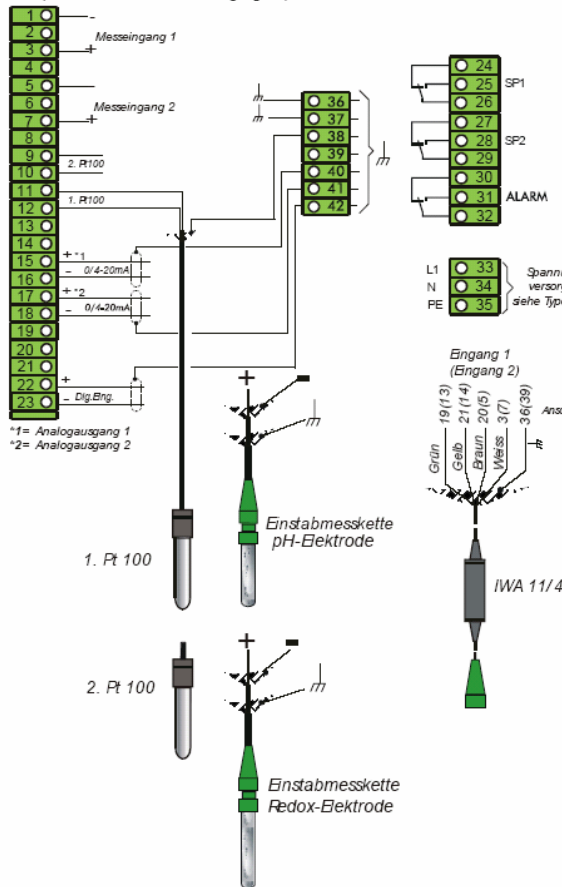 1 -
2
Messeingang 1
3 +
4
5
6
Messeingang 2
7 +
8
9
2. Pt100
10
11
1. Pt100
12
13
14
15 + *1
16 - 0/4-20mA
17 + *2
18 - 0/4-20mA
19
20
21
22 +
23 - Dig.Eing.
*1= Analogausgang 1
*2= Analogausgang 2
36
37
38
39
40
41
42
24
25 SP1
26
27
28 SP2
29
30
31 ALARM
32
L1 33
N 34
PE 35
versorg
siehe Type
Eingang 1
(Eingang 2)
Grün 19(13)
Gelb 21(14)
Braun 20(5)
Weiss 3(7)
36(39)
IWA 11/4
1. Pt 100
+ -
Einstabmesskette
pH-Elektrode
2. Pt 100
+ -
Einstabmesskette
Redox-Elektrode